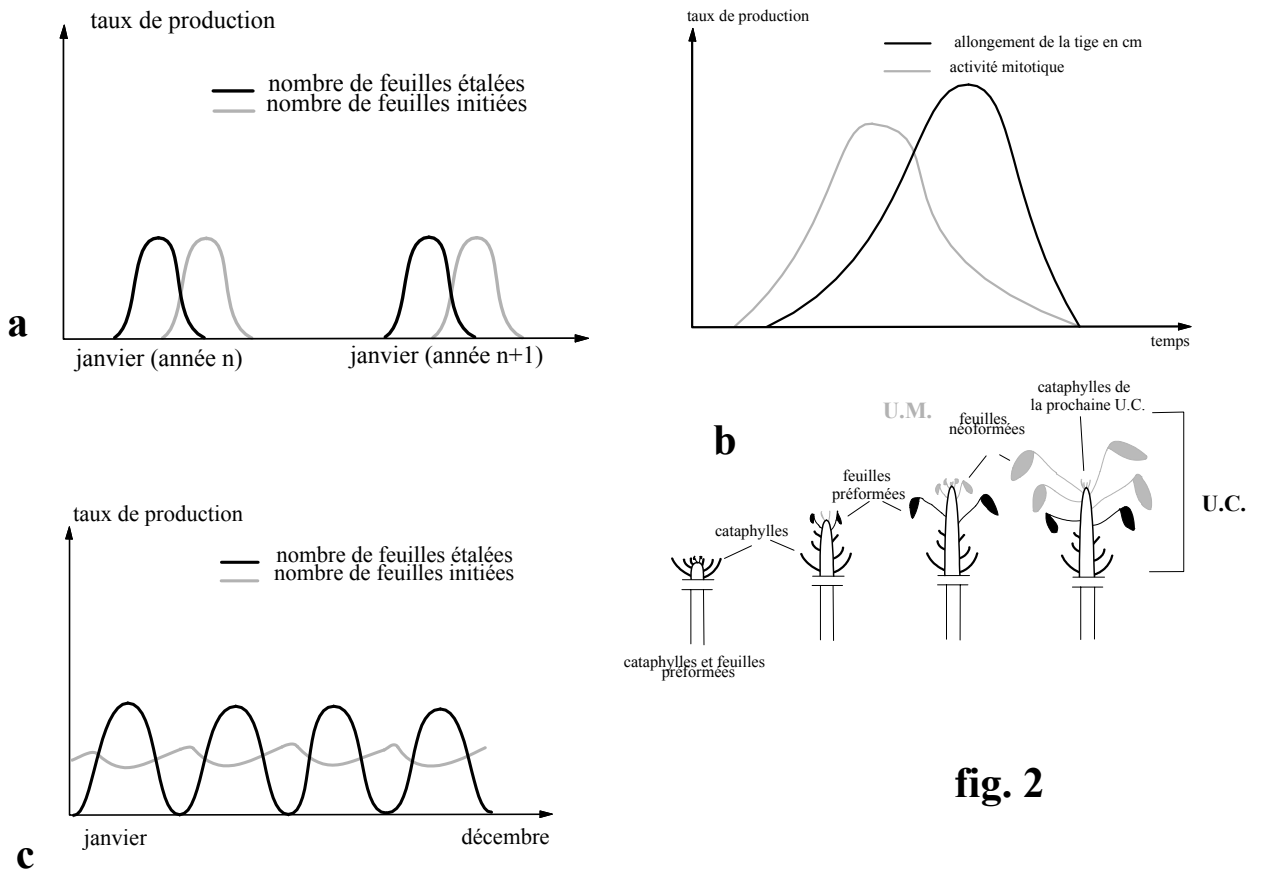 taux de production
nombre de feuilles étalées
nombre de feuilles initiées
a
janvier (année n)
janvier (année n+1)
taux de production
allongement de la tige en cm
activité mitotique
temps
b
U.M.
cataphylles de
la prochaine U.C.
feuilles
néoformées
feuilles
préformées
cataphylles
U.C.
cataphylles et feuilles
préformées
taux de production
nombre de feuilles étalées
nombre de feuilles initiées
janvier
décembre
c
fig. 2